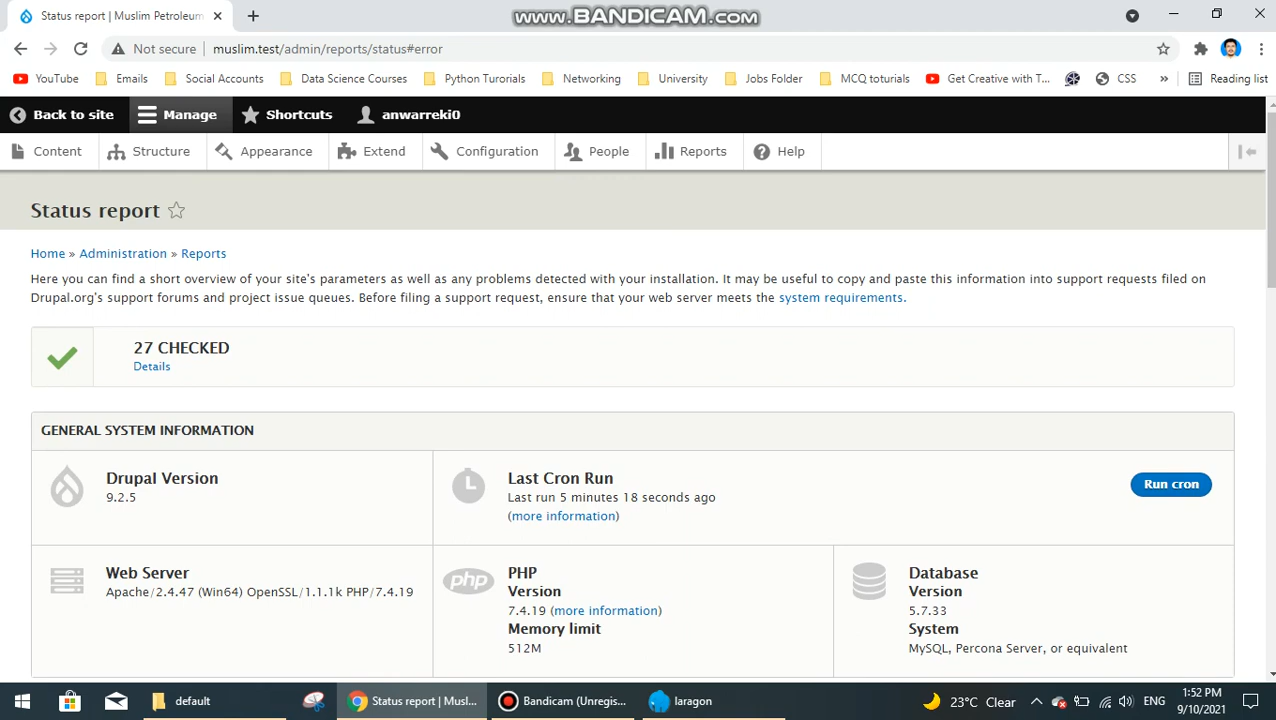 Status report | Muslim Petroleum
www.BANDICAM.com
Not secure
muslim.test/admin/reports/status#error
YouTube
Emails
Social Accounts
Data Science Courses
Python Turorials
Networking
University
Jobs Folder
MCQ toturials
Get Creative with T...
CSS
»
Reading list
Back to site
Manage
Shortcuts
anwarreki0
Content
Structure
Appearance
Extend
Configuration
People
Reports
Help
Status report
Home » Administration » Reports
Here you can find a short overview of your site's parameters as well as any problems detected with your installation. It may be useful to copy and paste this information into support requests filed on
Drupal.org's support forums and project issue queues. Before filing a support request, ensure that your web server meets the system requirements.
27 CHECKED
Details
GENERAL SYSTEM INFORMATION
Drupal Version
9.2.5
Last Cron Run
Last run 5 minutes 18 seconds ago
(more information)
Run cron
Web Server
Apache/2.4.47 (Win64) OpenSSL/1.1.1k PHP/7.4.19
php
PHP
Version
7.4.19 (more information)
Memory limit
512M
Database
Version
5.7.33
System
MySQL, Percona Server, or equivalent
default
Status report | Musl...
Bandicam (Unregis...
laragon
23°C Clear
ENG
1:52 PM
9/10/2021